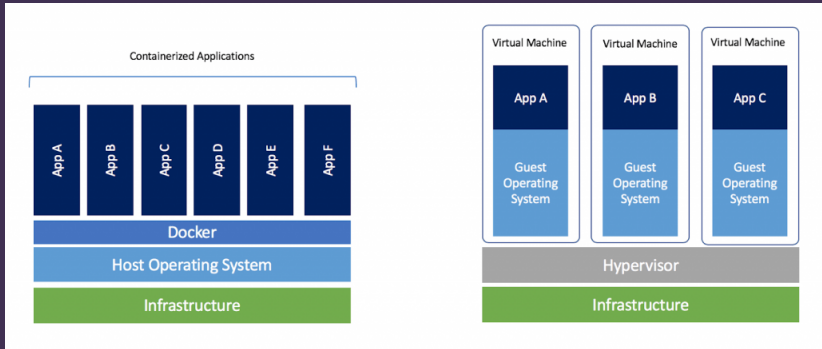 Containerized Applications
App A
App B
App C
App D
App E
App F
Docker
Host Operating System
Infrastructure
Virtual Machine
App A
Guest
Operating
System
Virtual Machine
App B
Guest
Operating
System
Virtual Machine
App C
Guest
Operating
System
Hypervisor
Infrastructure